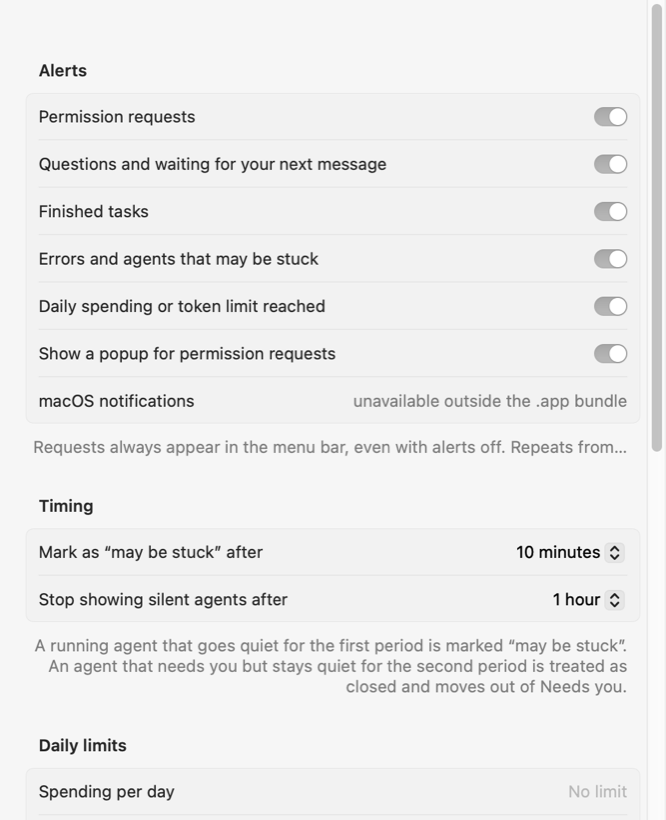 Alerts
Permission requests
Questions and waiting for your next message
Finished tasks
Errors and agents that may be stuck
Daily spending or token limit reached
Show a popup for permission requests
macOS notifications unavailable outside the .app bundle
Requests always appear in the menu bar, even with alerts off. Repeats from...
Timing
Mark as “may be stuck” after 10 minutes
Stop showing silent agents after 1 hour
A running agent that goes quiet for the first period is marked “may be stuck”.
An agent that needs you but stays quiet for the second period is treated as
closed and moves out of Needs you.
Daily limits
Spending per day No limit